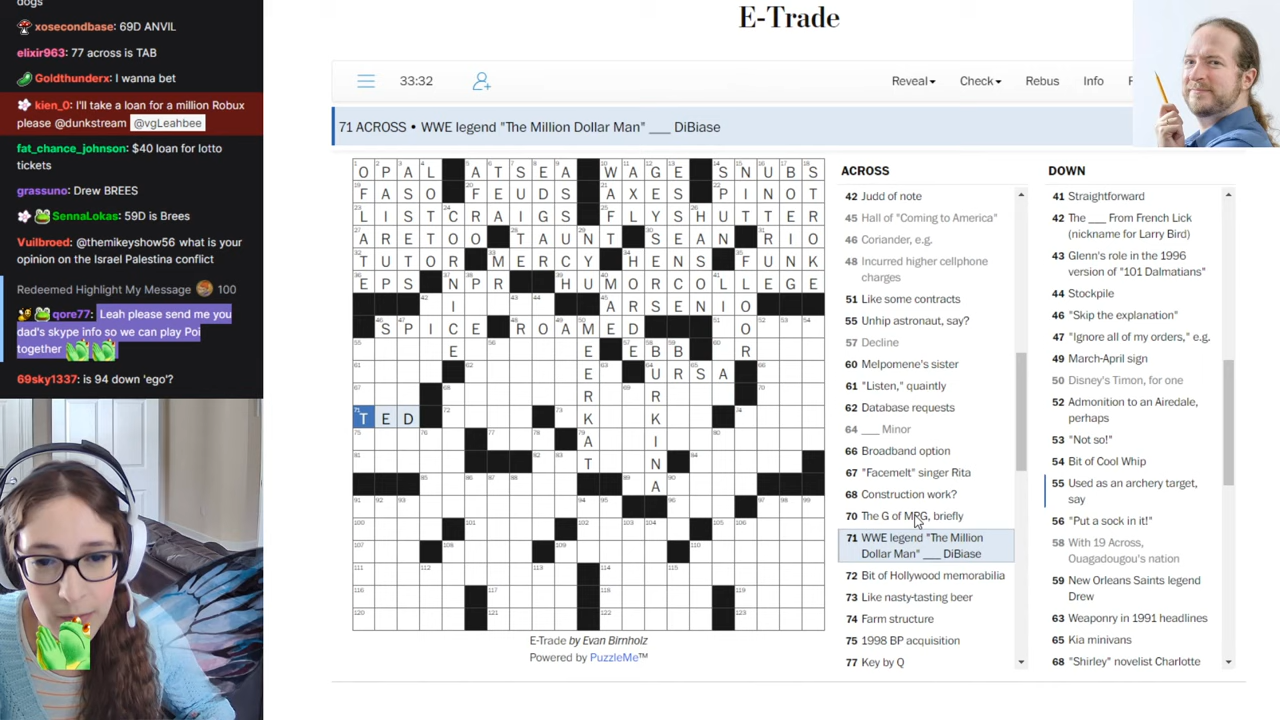 dogs
xosecondbase: 69D ANVIL
elixir963: 77 across is TAB
Goldthunderx: I wanna bet
kien_0: I'll take a loan for a million Robux
please @dunkstream @vgLeahbee
fat_chance_johnson: $40 loan for lotto
tickets
grassuno: Drew BREES
SennaLokas: 59D is Brees
Vuilbroed: @themikeyshow56 what is your
opinion on the Israel Palestina conflict
Redeemed Highlight My Message 100
qore77: Leah please send me you
dad's skype info so we can play Poi
together
69sky1337: is 94 down 'ego'?
E-Trade
33:32
Reveal
Check
Rebus
Info
71 ACROSS • WWE legend "The Million Dollar Man" ___ DiBiase
OPAL ATSEA WAGE SNUBS
FASO FEUDS AXES PINOT
LISTCRAIGS FLYSHUTTER
ARETOO TAUNT SEAN RIO
TUTOR MERCY HENS FUNK
EPS NPR HUMORCOLLEGE
I ARSENIO
SPICE ROAMED O
E E EBB R
E URSA
R R
TED K K
A I
T N
A
E-Trade by Evan Birnholz
Powered by PuzzleMe™
ACROSS
42 Judd of note
45 Hall of "Coming to America"
46 Coriander, e.g.
48 Incurred higher cellphone
charges
51 Like some contracts
55 Unhip astronaut, say?
57 Decline
60 Melpomene's sister
61 "Listen," quaintly
62 Database requests
64 ___ Minor
66 Broadband option
67 "Facemelt" singer Rita
68 Construction work?
70 The G of MPG, briefly
71 WWE legend "The Million
Dollar Man" ___ DiBiase
72 Bit of Hollywood memorabilia
73 Like nasty-tasting beer
74 Farm structure
75 1998 BP acquisition
77 Key by Q
DOWN
41 Straightforward
42 The ___ From French Lick
(nickname for Larry Bird)
43 Glenn's role in the 1996
version of "101 Dalmatians"
44 Stockpile
46 "Skip the explanation"
47 "Ignore all of my orders," e.g.
49 March-April sign
50 Disney's Timon, for one
52 Admonition to an Airedale,
perhaps
53 "Not so!"
54 Bit of Cool Whip
55 Used as an archery target,
say
56 "Put a sock in it!"
58 With 19 Across,
Ouagadougou's nation
59 New Orleans Saints legend
Drew
63 Weaponry in 1991 headlines
65 Kia minivans
68 "Shirley" novelist Charlotte